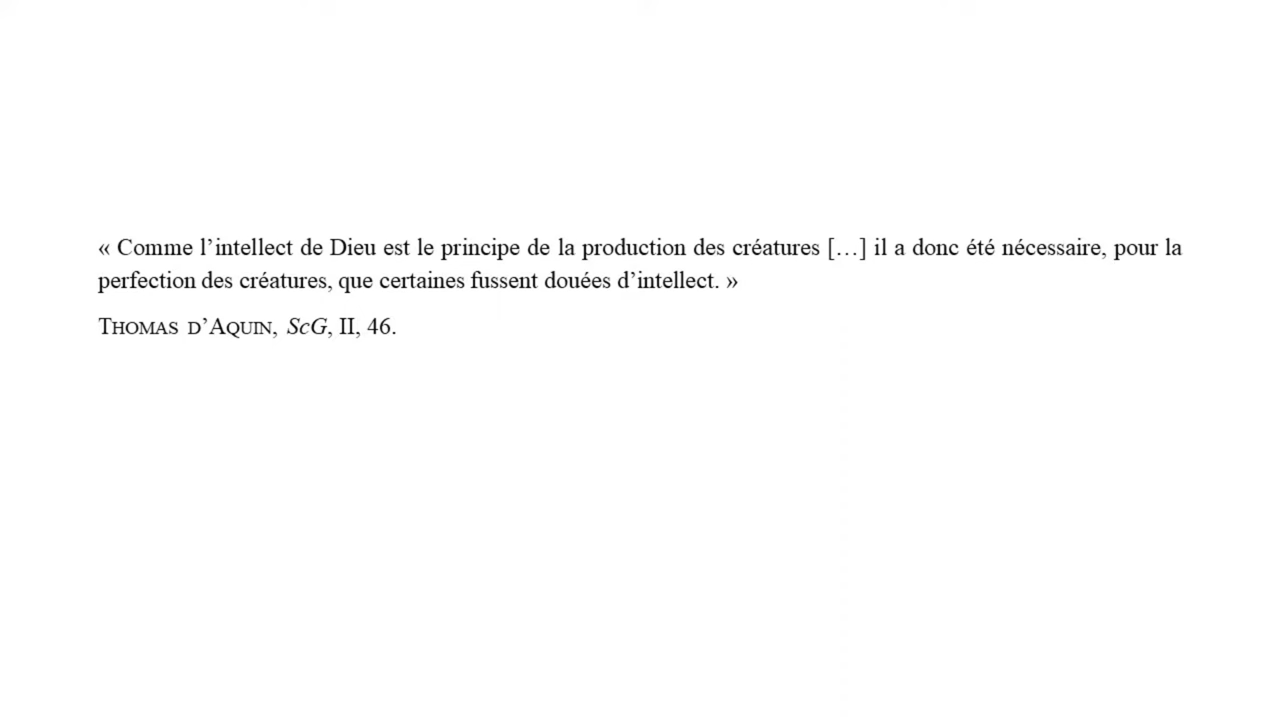 « Comme l’intellect de Dieu est le principe de la production des créatures […] il a donc été nécessaire, pour la
perfection des créatures, que certaines fussent douées d’intellect. »
THOMAS D’AQUIN, ScG, II, 46.